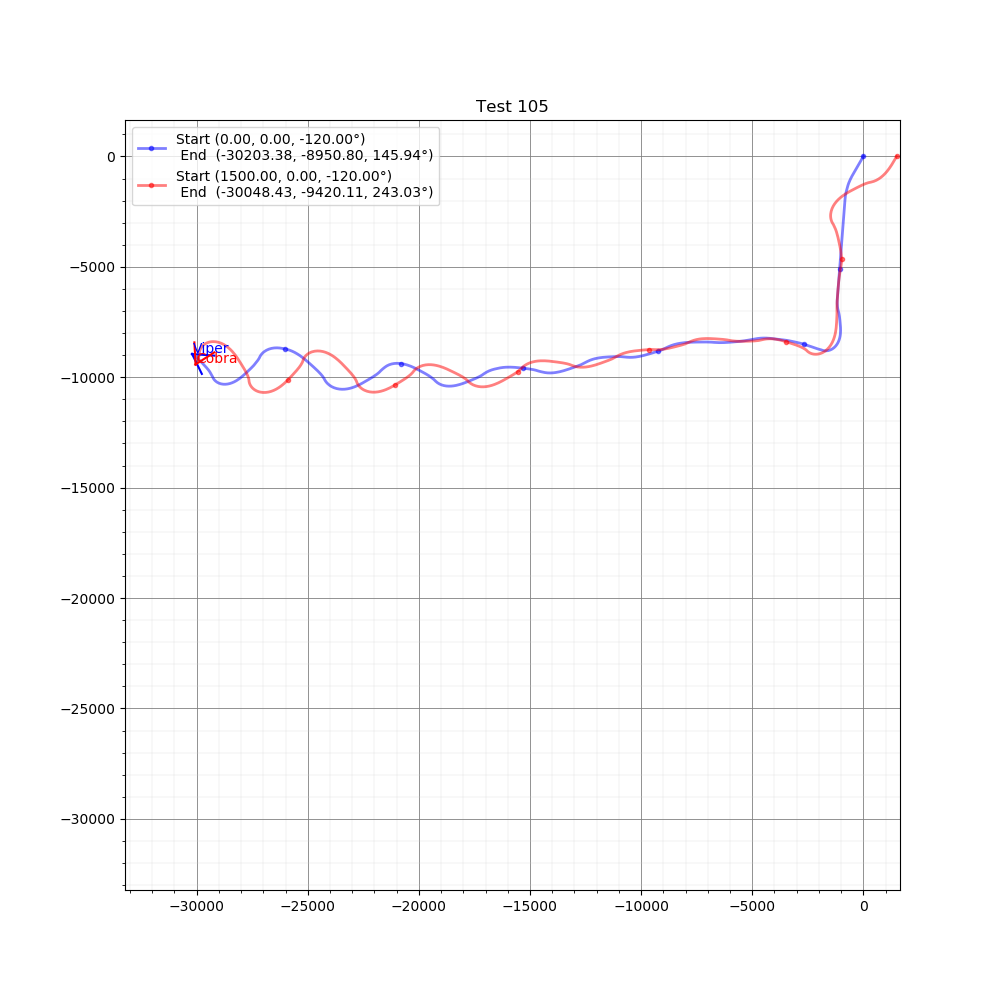 Test 105
Start (0.00, 0.00, -120.00°)
End (-30203.38, -8950.80, 145.94°)
Start (1500.00, 0.00, -120.00°)
End (-30048.43, -9420.11, 243.03°)
0
−5000
−10000
−15000
−20000
−25000
−30000
Viper
Cobra
−30000 −25000 −20000 −15000 −10000 −5000 0